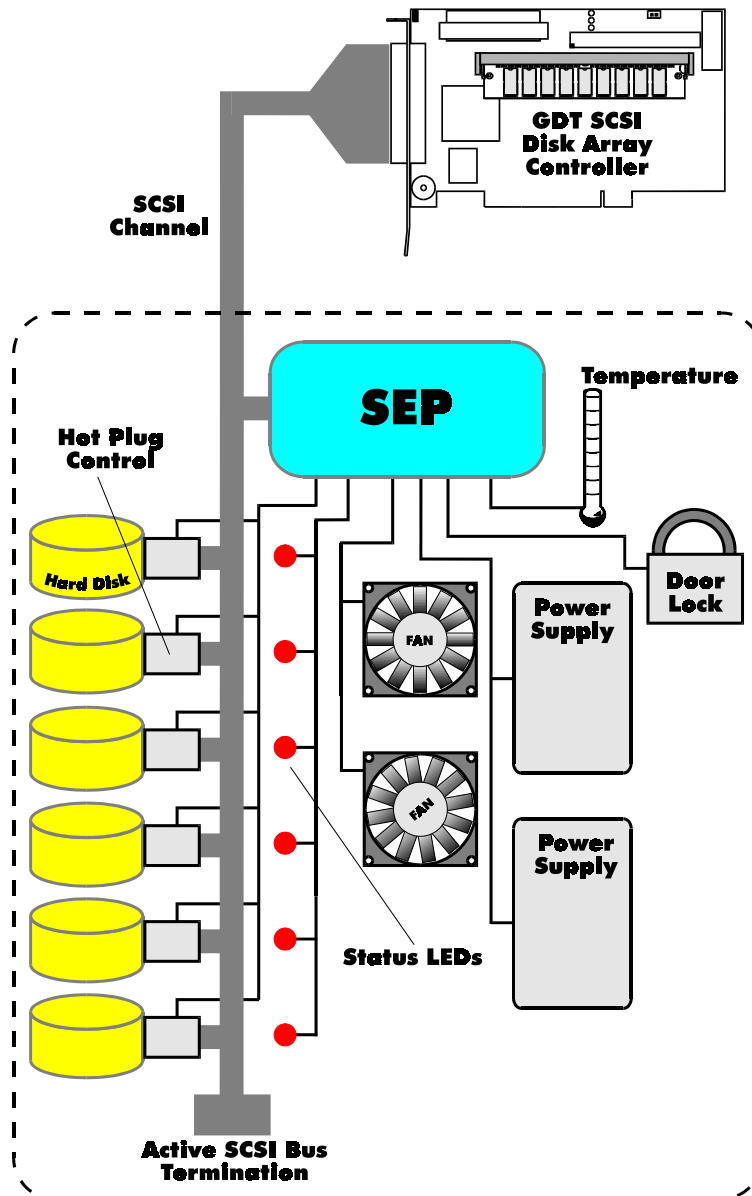 GDT SCSI
Disk Array
Controller
SCSI
Channel
SEP
Temperature
Hot Plug
Control
Hard Disk
Door
Lock
Power
Supply
FAN
FAN
Power
Supply
Status LEDs
Active SCSI Bus
Termination